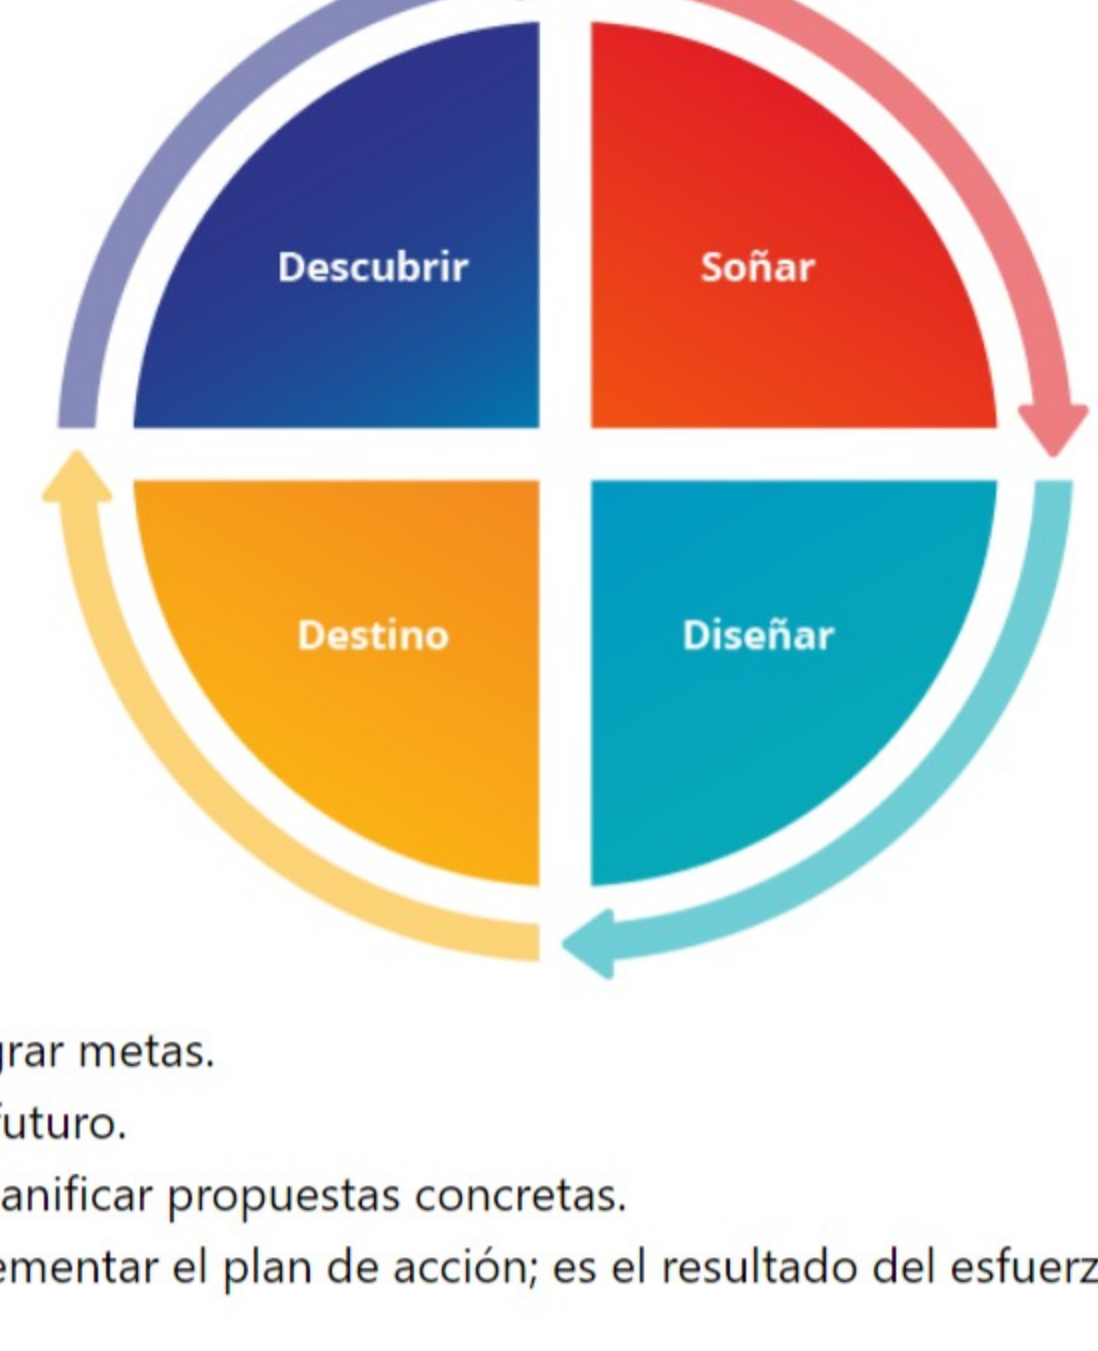 Descubrir
Soñar
Destino
Diseñar
grar metas.
futuro.
anificar propuestas concretas.
ementar el plan de acción; es el resultado del esfuerz